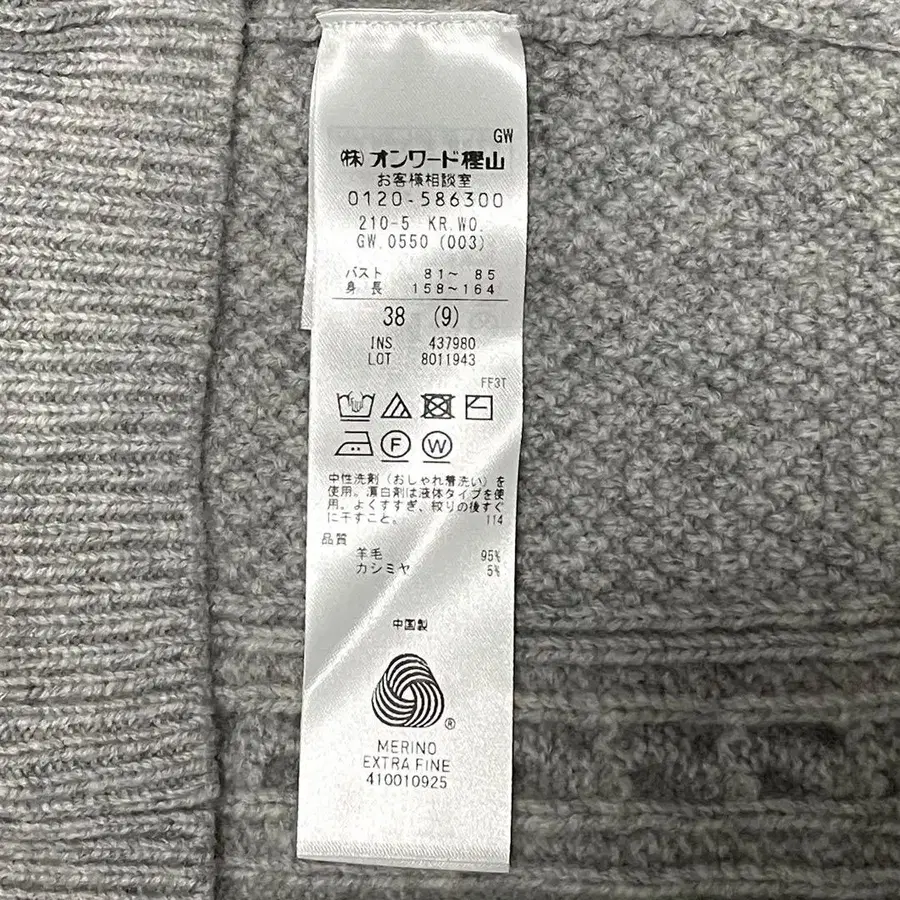 GW
㈱オンワード樫山
お客様相談室
0120-586300
210-5 KR.WO.
GW.0550 (003)
バスト 81〜 85
身長 158〜164
38 (9)
INS. 437980
LOT 8011943
FF3T
F W
中性洗剤（おしゃれ着洗い）を
使用。漂白剤は液体タイプを使
用。よくすすぎ、絞りの後すぐ
に干すこと。 114
品質
羊毛 95%
カシミヤ 5%
中国製
®
MERINO
EXTRA FINE
410010925